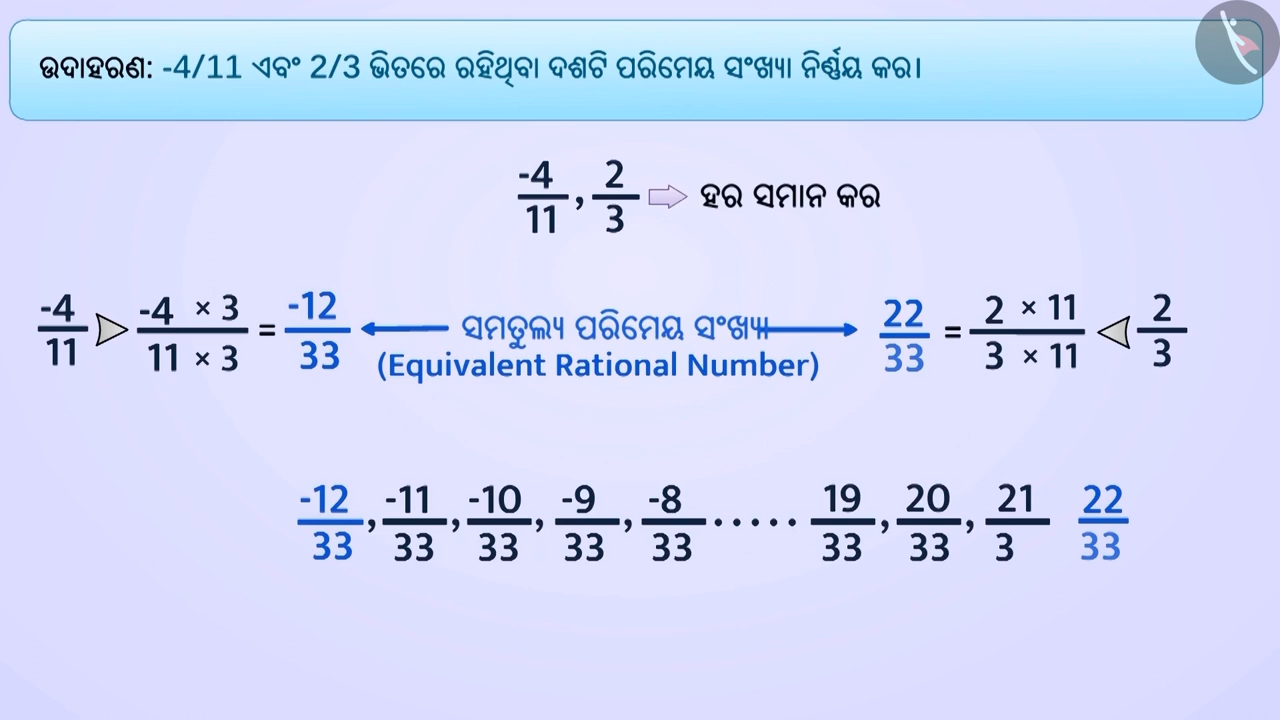 ଉଦାହରଣ: -4/11 ଏବଂ 2/3 ଭିତରେ ରହିଥିବା ଦଶଟି ପରିମେୟ ସଂଖ୍ୟା ନିର୍ଣ୍ଣୟ କର।
-4/11 , 2/3 ହର ସମାନ କର
-4/11 -4 × 3/11 × 3 = -12/33 ସମତୁଲ୍ୟ ପରିମେୟ ସଂଖ୍ୟା 22/33 = 2 × 11/3 × 11 2/3
(Equivalent Rational Number)
-12/33 , -11/33 , -10/33 , -9/33 , -8/33 ..... 19/33 , 20/33 , 21/3 22/33